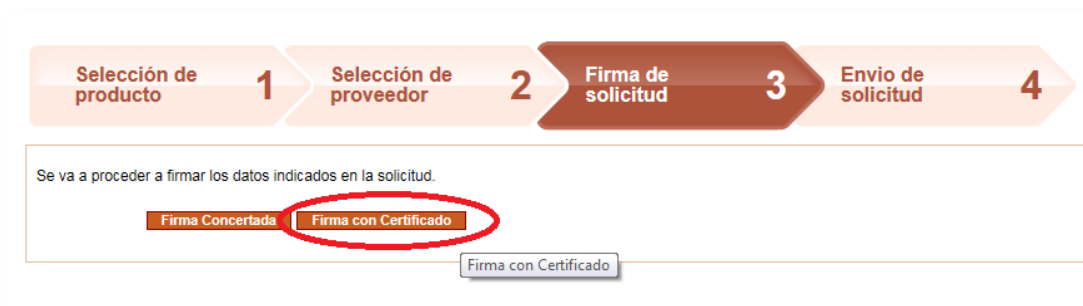 Selección de
producto
1
Selección de
proveedor
2
Firma de
solicitud
3
Envio de
solicitud
4
Se va a proceder a firmar los datos indicados en la solicitud.
Firma Concertada
Firma con Certificado
Firma con Certificado